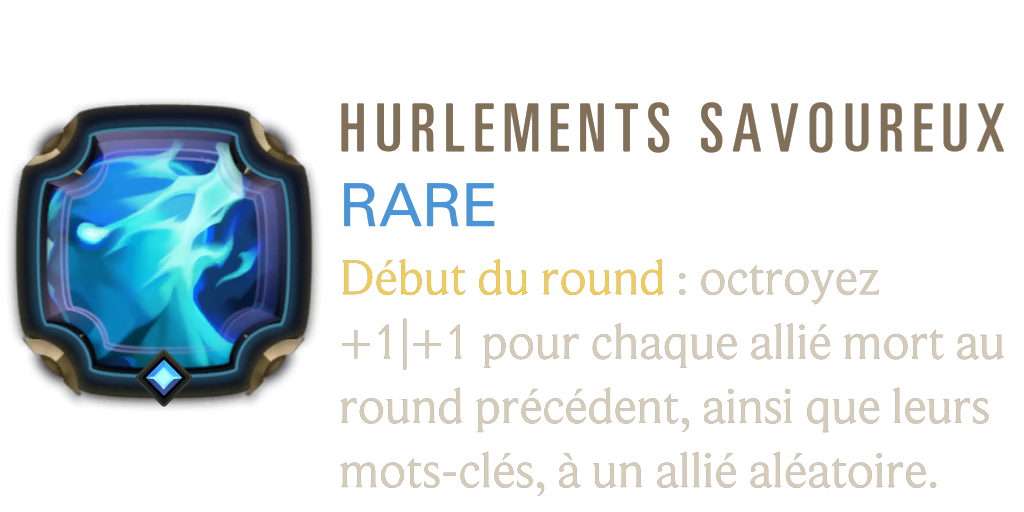 HURLEMENTS SAVOUREUX
RARE
Début du round : octroyez
+1|+1 pour chaque allié mort au
round précédent, ainsi que leurs
mots-clés, à un allié aléatoire.